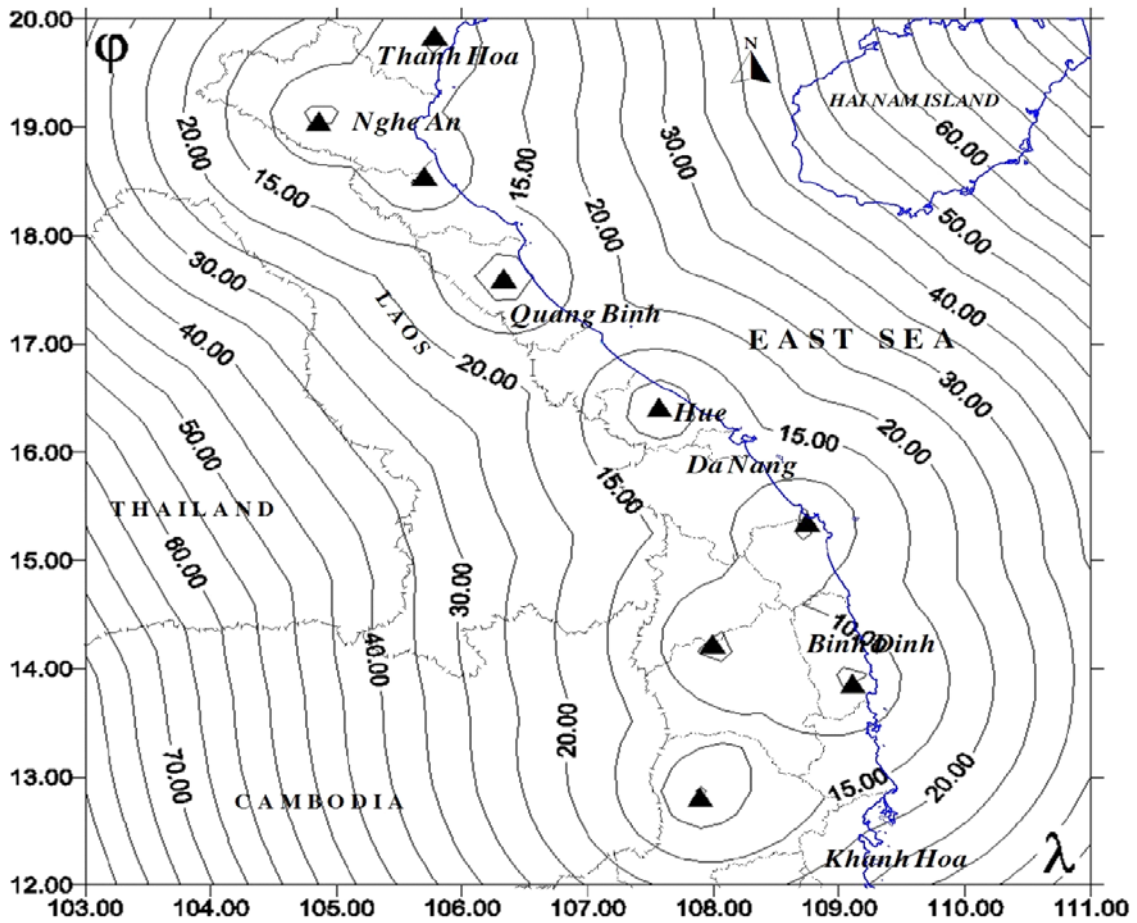 20.00
φ
Thanh Hoa
N
HAI NAM ISLAND
19.00
Nghe An
20.00
30.00
60.00
15.00
15.00
18.00
20.00
50.00
30.00
LAOS
Quang Binh
40.00
40.00
17.00
EAST SEA
20.00
30.00
Hue
16.00
50.00
15.00
20.00
Da Nang
15.00
THAILAND
15.00
60.00
30.00
10.00
40.00
Binh Dinh
14.00
20.00
13.00
70.00
15.00
20.00
CAMBODIA
Khanh Hoa
λ
12.00
103.00 104.00 105.00 106.00 107.00 108.00 109.00 110.00 111.00